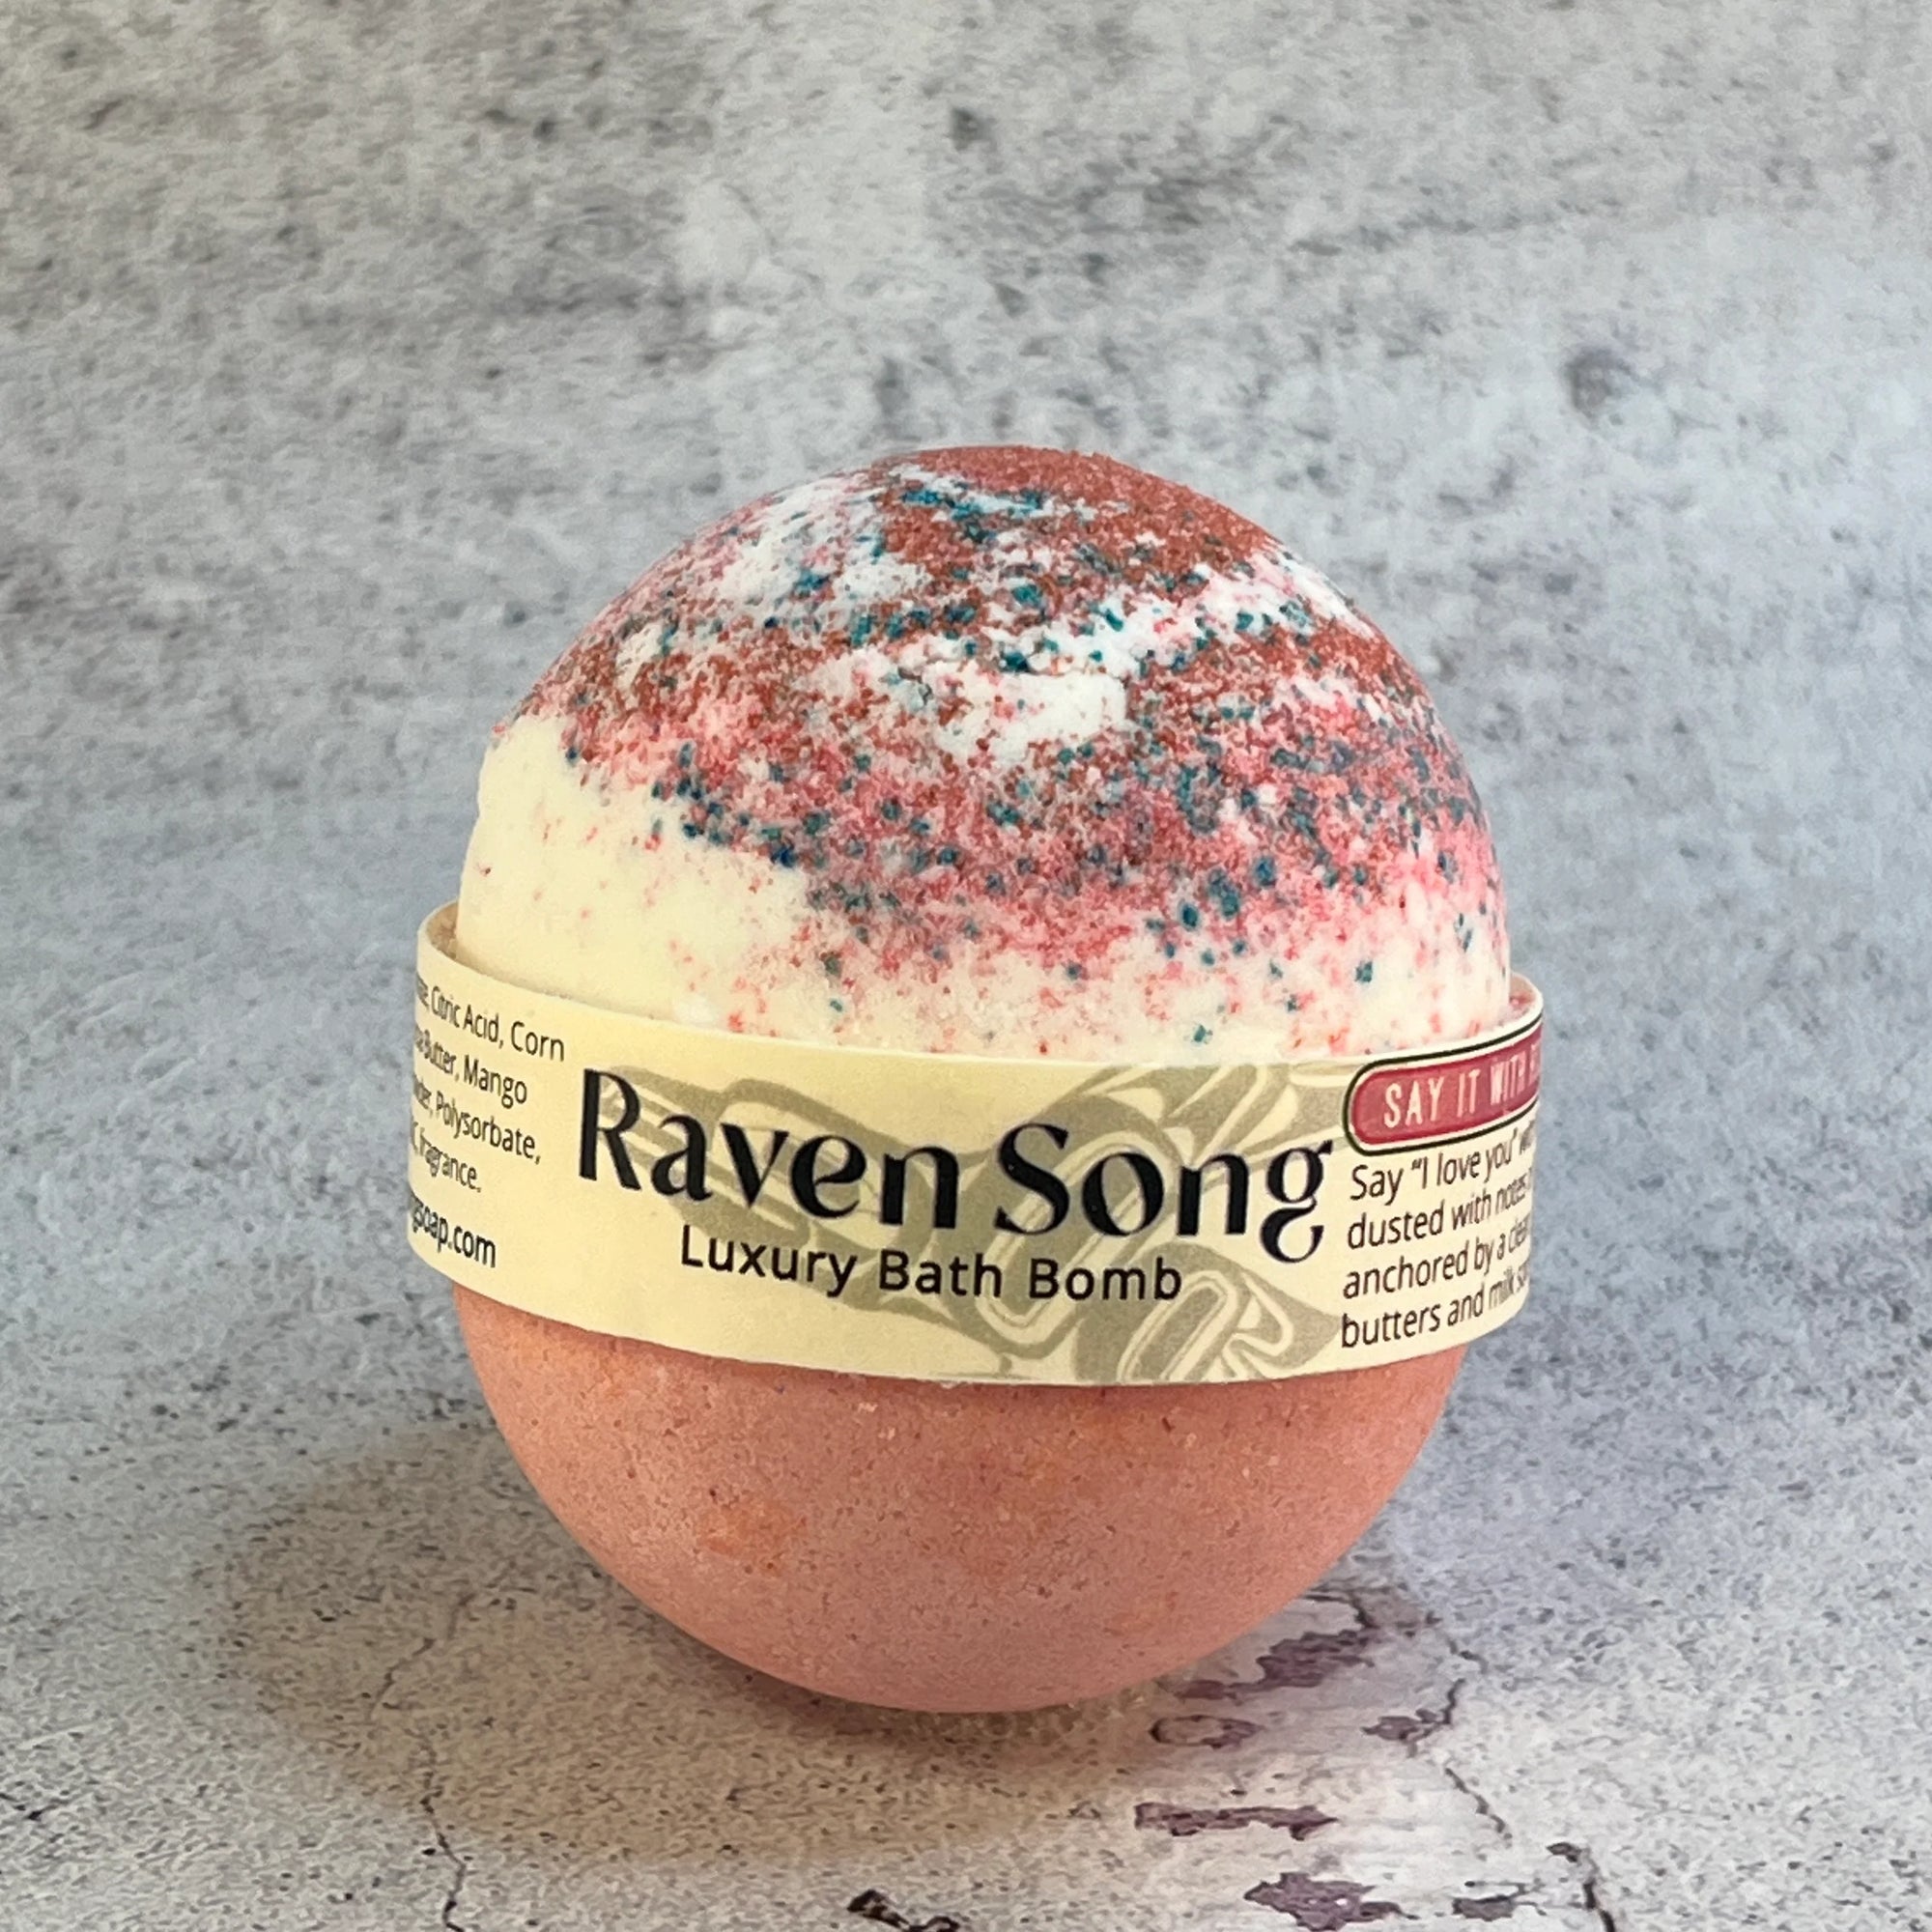 Citric Acid, Corn
Butter, Mango
Polysorbate,
fragrance.
soap.com
Raven Song
Luxury Bath Bomb
SAY IT WITH
Say “I love you”
dusted with notes
anchored by a
butters and milk